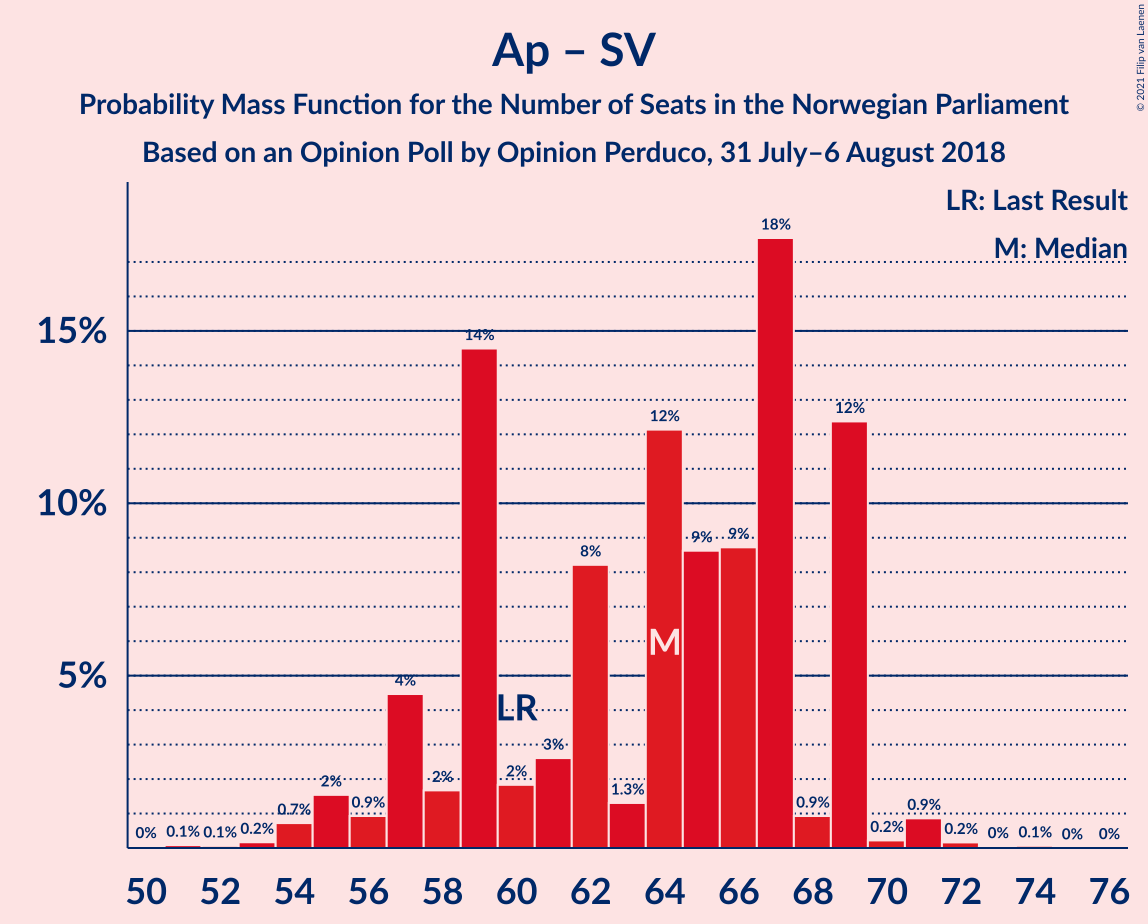 © 2021 Filip van Laenen
Ap – SV
Probability Mass Function for the Number of Seats in the Norwegian Parliament
Based on an Opinion Poll by Opinion Perduco, 31 July–6 August 2018
LR: Last Result
M: Median
15%
10%
5%
0% 0.1% 0.1% 0.2% 0.7% 2% 0.9% 4% 2% 14% 2% 3% 8% 1.3% 12% 9% 9% 18% 0.9% 12% 0.2% 0.9% 0.2% 0% 0.1% 0% 0%
LR
M
50 52 54 56 58 60 62 64 66 68 70 72 74 76